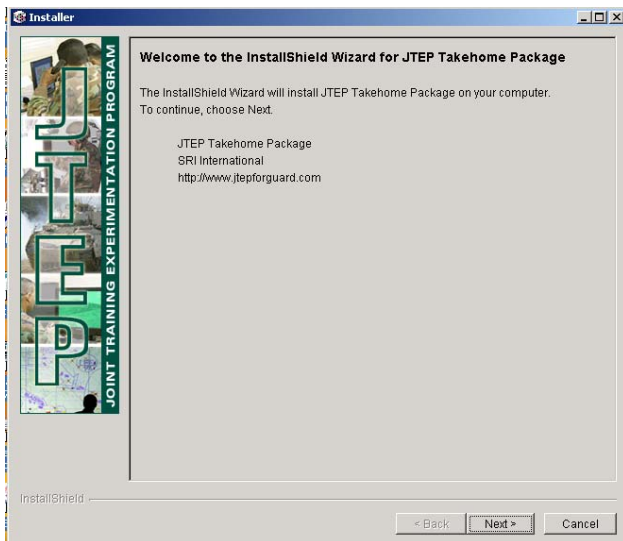 Installer
Welcome to the InstallShield Wizard for JTEP Takehome Package
The InstallShield Wizard will install JTEP Takehome Package on your computer.
To continue, choose Next.
JTEP Takehome Package
SRI International
http://www.jtepforguard.com
JTEP
JOINT TRAINING EXPERIMENTATION PROGRAM
InstallShield
< Back
Next >
Cancel